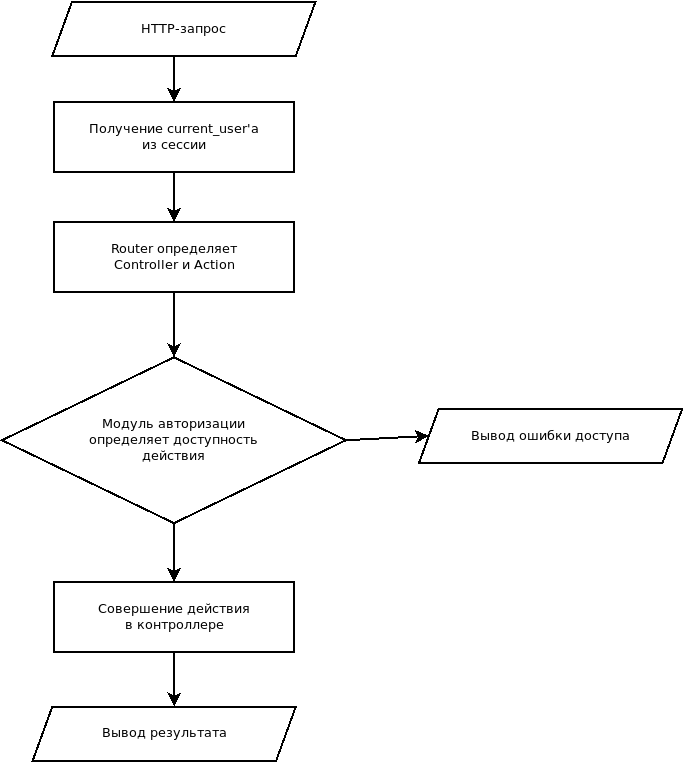 HTTP-запрос
Получение current_user'а
из сессии
Router определяет
Controller и Action
Модуль авторизации
определяет доступность
действия
Вывод ошибки доступа
Совершение действия
в контроллере
Вывод результата